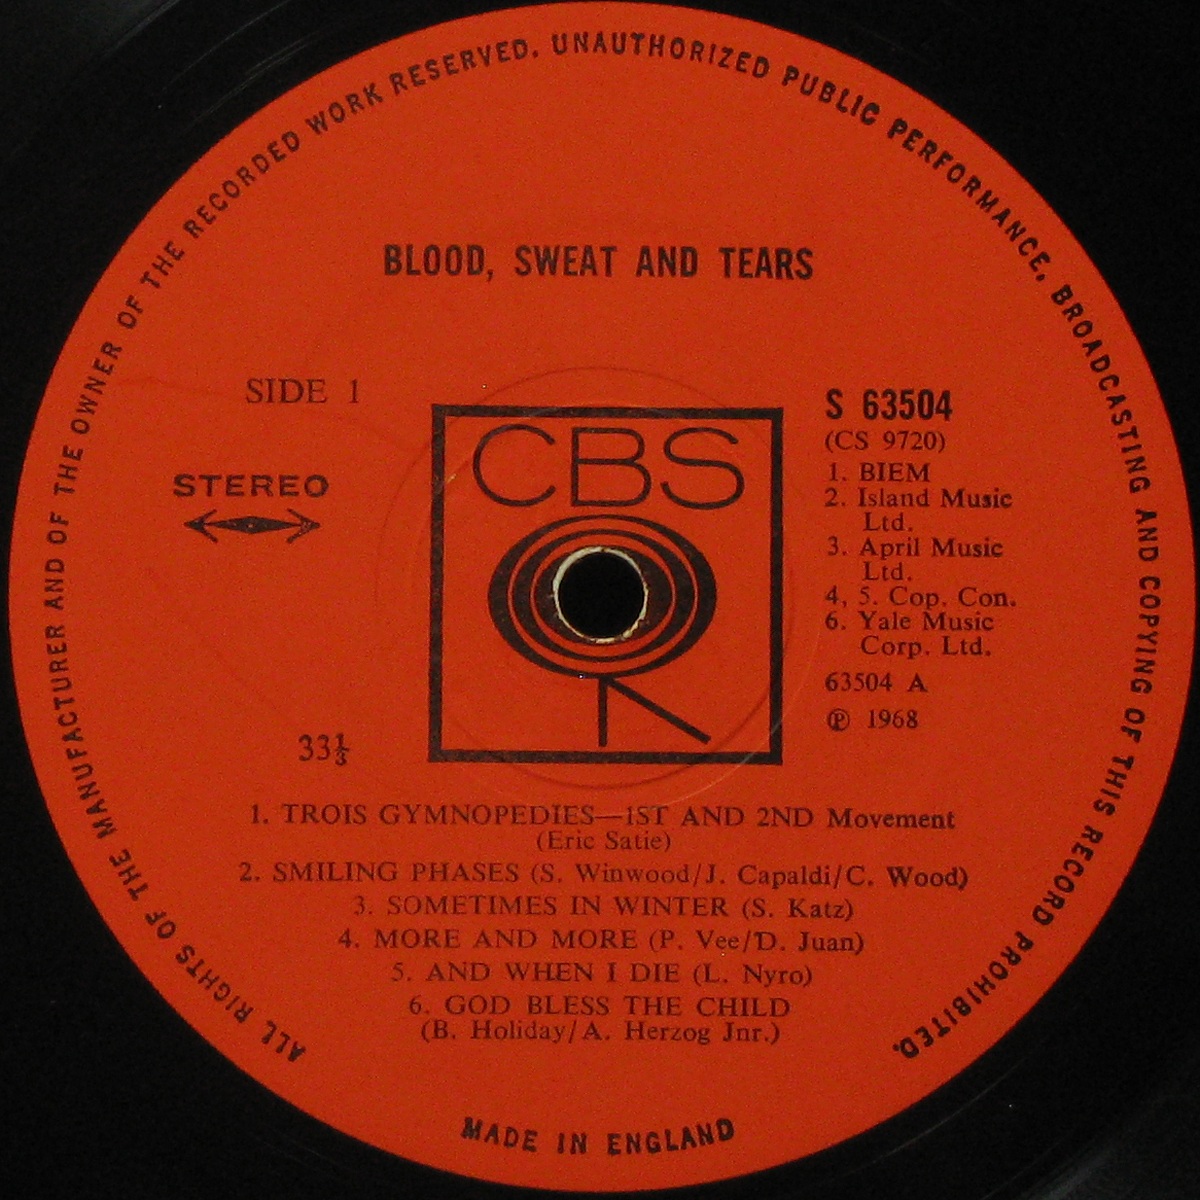 ALL RIGHTS OF THE MANUFACTURER AND OF THE OWNER OF THE RECORDED WORK RESERVED. UNAUTHORIZED PUBLIC PERFORMANCE. BROADCASTING AND COPYING OF THIS RECORD PROHIBITED.
BLOOD, SWEAT AND TEARS
SIDE 1
STEREO
33⅓
CBS
S 63504
(CS 9720)
1. BIEM
2. Island Music
Ltd.
3. April Music
Ltd.
4, 5. Cop. Con.
6. Yale Music
Corp. Ltd.
63504 A
℗ 1968
1. TROIS GYMNOPEDIES—1ST AND 2ND Movement
(Eric Satie)
2. SMILING PHASES (S. Winwood/J. Capaldi/C. Wood)
3. SOMETIMES IN WINTER (S. Katz)
4. MORE AND MORE (P. Vee/D. Juan)
5. AND WHEN I DIE (L. Nyro)
6. GOD BLESS THE CHILD
(B. Holiday/A. Herzog Jnr.)
MADE IN ENGLAND